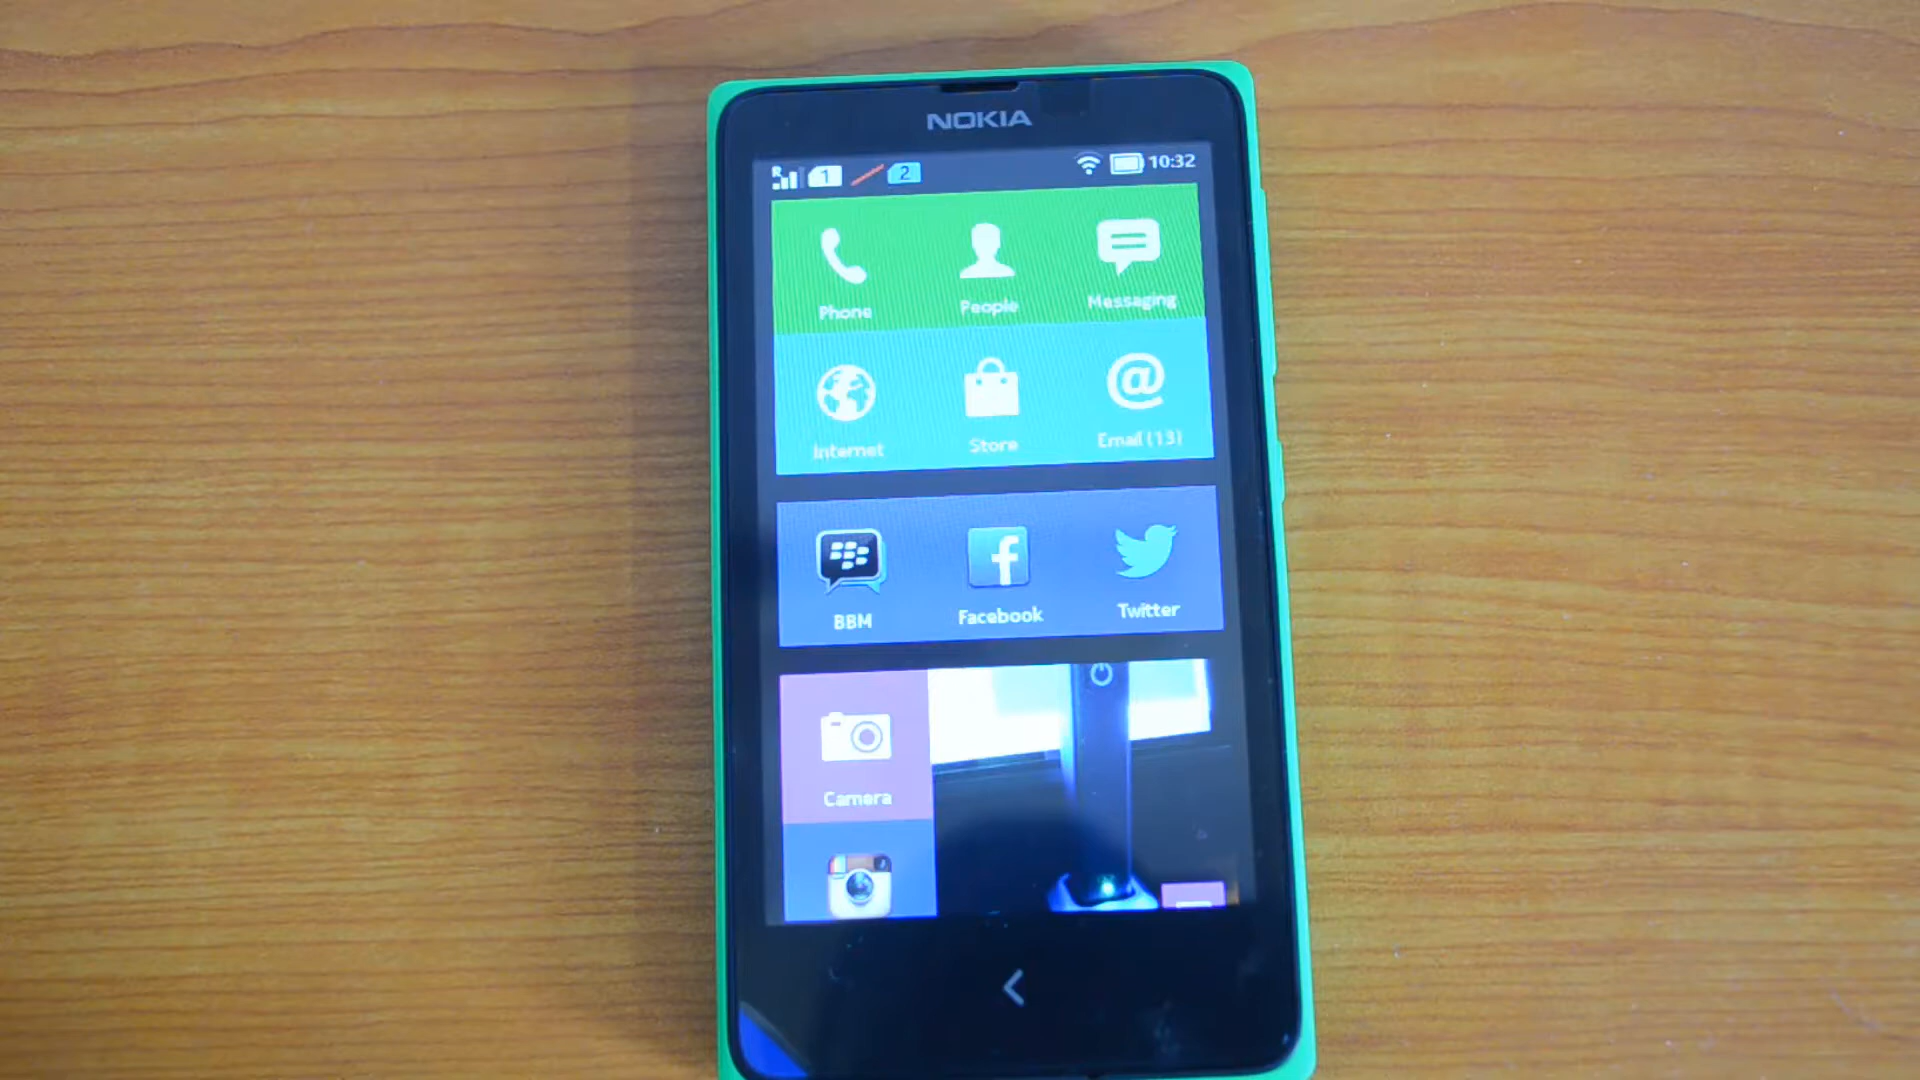 NOKIA
R 1 2 10:32
Phone People Messaging
Internet Store Email (13)
BBM Facebook Twitter
Camera